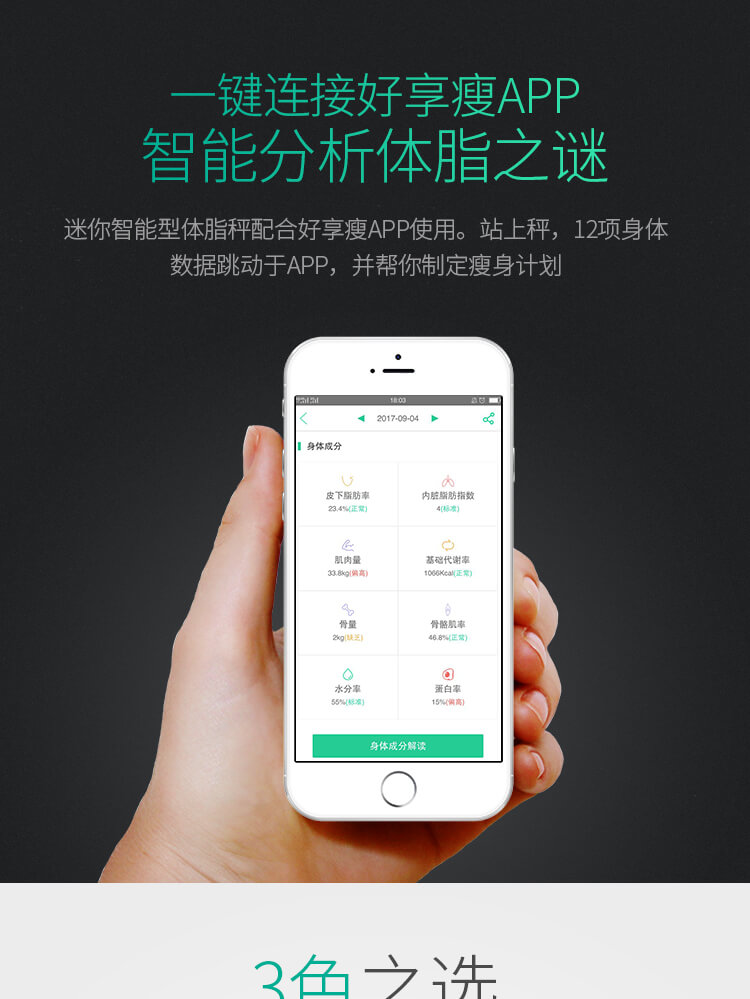 一键连接好享瘦APP
智能分析体脂之谜
迷你智能型体脂秤配合好享瘦APP使用。站上秤，12项身体
数据跳动于APP，并帮你制定瘦身计划
18:03
2017-09-04
身体成分
皮下脂肪率 内脏脂肪指数
23.4%(正常) 4(标准)
肌肉量 基础代谢率
33.8kg(偏高) 1066Kcal(正常)
骨量 骨骼肌率
2kg(缺乏) 46.8%(正常)
水分率 蛋白率
55%(标准) 15%(偏高)
身体成分解读
3色之选